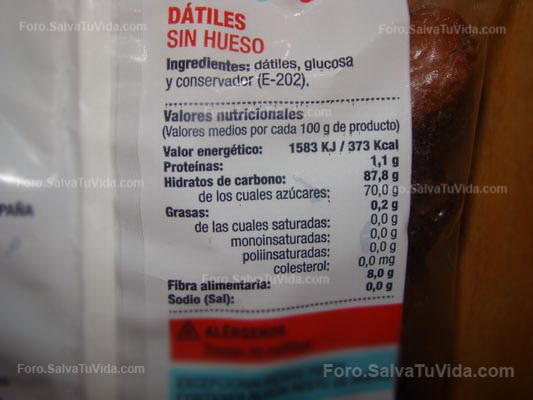 Foro.SalvaTuVida.com
Foro.SalvaTuVida.com
DÁTILES
SIN HUESO
Ingredientes: dátiles, glucosa
y conservador (E-202).
Valores nutricionales
(Valores medios por cada 100 g de producto)
Valor energético: 1583 KJ / 373 Kcal
Proteínas: 1,1 g
Hidratos de carbono: 87,8 g
de los cuales azúcares: 70,0 g
Grasas: 0,2 g
de las cuales saturadas: 0,0 g
monoinsaturadas: 0,0 g
poliinsaturadas: 0,0 g
colesterol: 0,0 mg
Fibra alimentaria: 8,0 g
Sodio (Sal): 0,0 g
Foro.SalvaTuVida.com
Foro.SalvaTuVida.com
Foro.SalvaTuVida.com
PAÑA
ALÉRGENOS
Foro.SalvaTuVida.com
Foro.SalvaTuVida.com